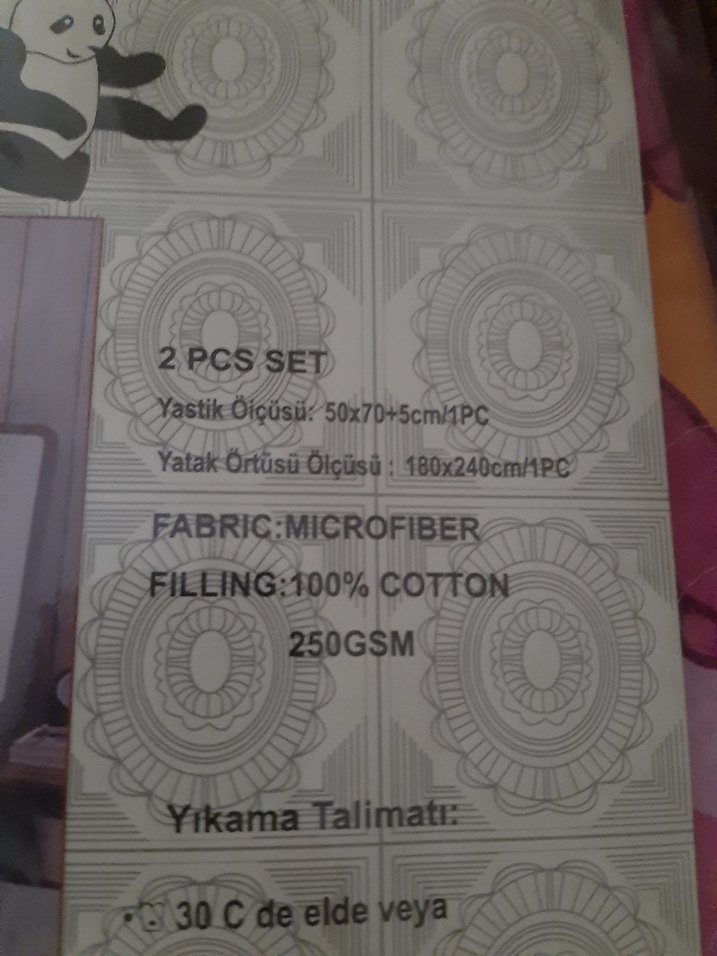 2 PCS SET
Yastik Ölçüsü: 50x70+5cm/1PC
Yatak Örtüsü Ölçüsü : 180x240cm/1PC
FABRIC:MICROFIBER
FILLING:100% COTTON
250GSM
Yıkama Talimatı:
• 30 C de elde veya